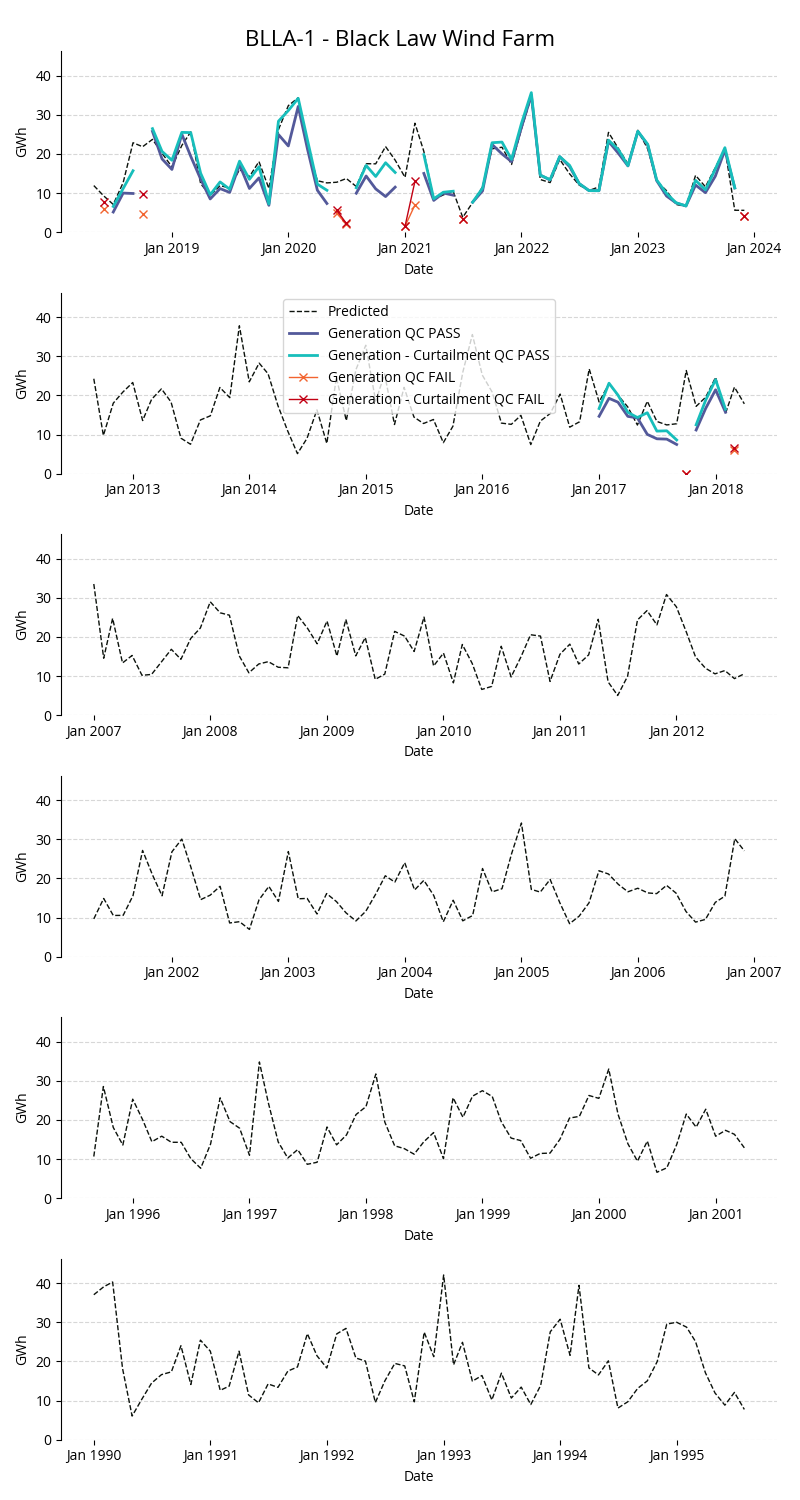 BLLA-1 - Black Law Wind Farm
40
30
20
10
0
GWh
Jan 2019 Jan 2020 Jan 2021 Jan 2022 Jan 2023 Jan 2024
Date
40
30
20
10
0
GWh
Predicted
Generation QC PASS
Generation - Curtailment QC PASS
Generation QC FAIL
Generation - Curtailment QC FAIL
Jan 2013 Jan 2014 Jan 2015 Jan 2016 Jan 2017 Jan 2018
Date
40
30
20
10
0
GWh
Jan 2007 Jan 2008 Jan 2009 Jan 2010 Jan 2011 Jan 2012
Date
40
30
20
10
0
GWh
Jan 2002 Jan 2003 Jan 2004 Jan 2005 Jan 2006 Jan 2007
Date
40
30
20
10
0
GWh
Jan 1996 Jan 1997 Jan 1998 Jan 1999 Jan 2000 Jan 2001
Date
40
30
20
10
0
GWh
Jan 1990 Jan 1991 Jan 1992 Jan 1993 Jan 1994 Jan 1995
Date